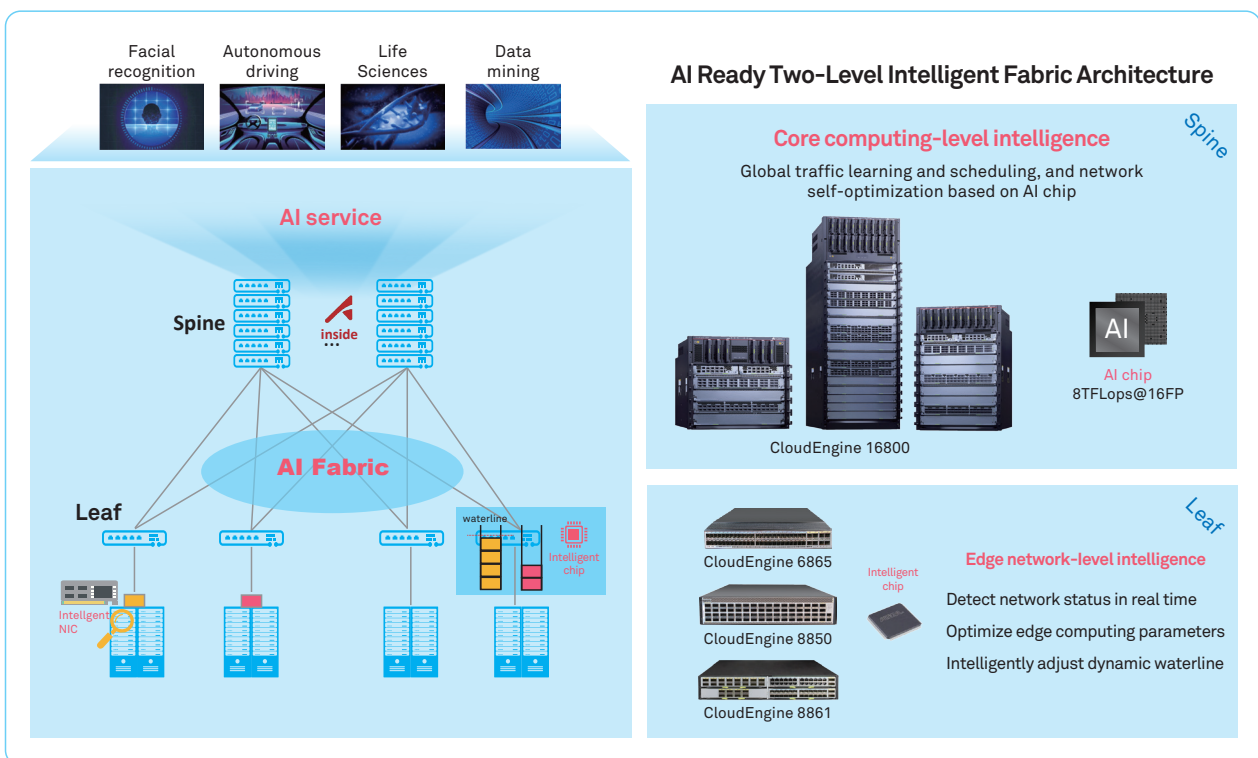 Facial
recognition
Autonomous
driving
Life
Sciences
Data
mining
AI service
Spine
inside
...
AI Fabric
Leaf
waterline
Intelligent
chip
Intellgent
NIC
AI Ready Two-Level Intelligent Fabric Architecture
Spine
Core computing-level intelligence
Global traffic learning and scheduling, and network
self-optimization based on AI chip
CloudEngine 16800
AI
AI chip
8TFLops@16FP
Leaf
CloudEngine 6865
CloudEngine 8850
CloudEngine 8861
Intelligent
chip
Edge network-level intelligence
Detect network status in real time
Optimize edge computing parameters
Intelligently adjust dynamic waterline